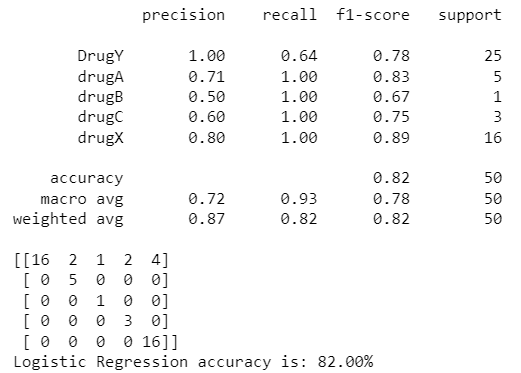 precision    recall  f1-score   support

       DrugY       1.00      0.64      0.78        25
       drugA       0.71      1.00      0.83         5
       drugB       0.50      1.00      0.67         1
       drugC       0.60      1.00      0.75         3
       drugX       0.80      1.00      0.89        16

    accuracy                           0.82        50
   macro avg       0.72      0.93      0.78        50
weighted avg       0.87      0.82      0.82        50

[[16  2  1  2  4]
 [ 0  5  0  0  0]
 [ 0  0  1  0  0]
 [ 0  0  0  3  0]
 [ 0  0  0  0 16]]
Logistic Regression accuracy is: 82.00%